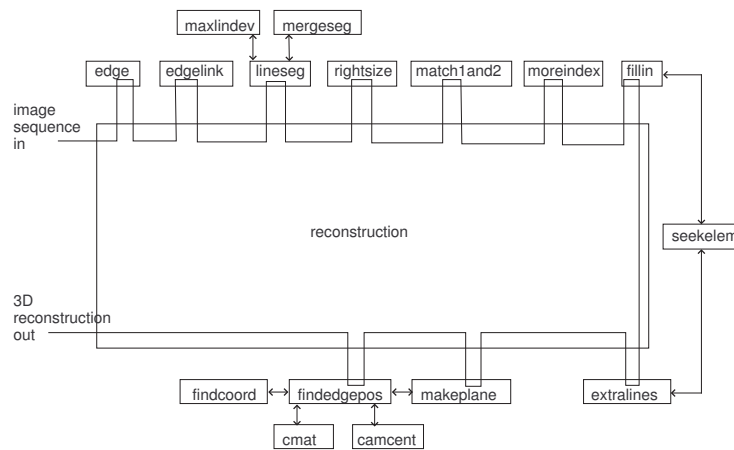 maxlindev mergeseg
edge edgelink lineseg rightsize match1and2 moreindex fillin
image
sequence
in
reconstruction
seekelem
3D
reconstruction
out
findcoord findedgepos makeplane extralines
cmat camcent